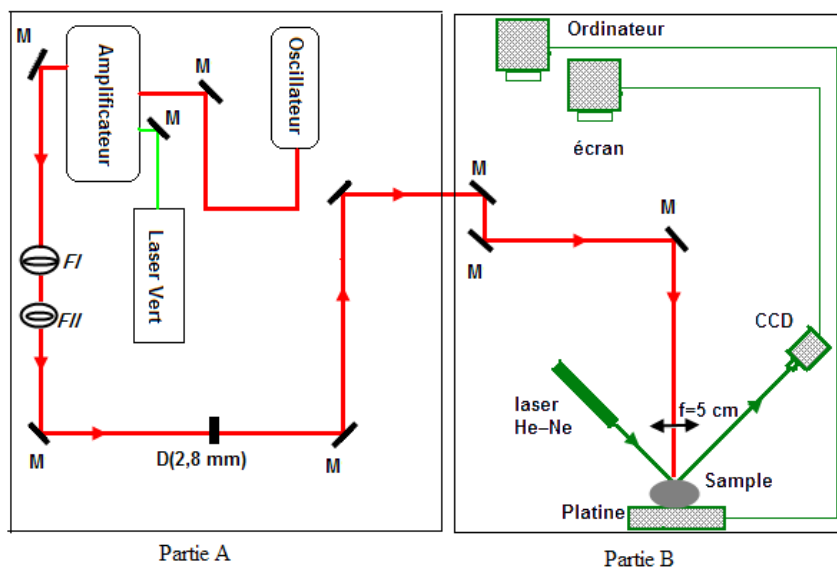 M
Amplificateur
M
Oscillateur
M
Laser Vert
FI
FII
M
D(2,8 mm)
M
Partie A
Ordinateur
écran
M
M
M
CCD
laser
He–Ne
f=5 cm
Sample
Platine
Partie B